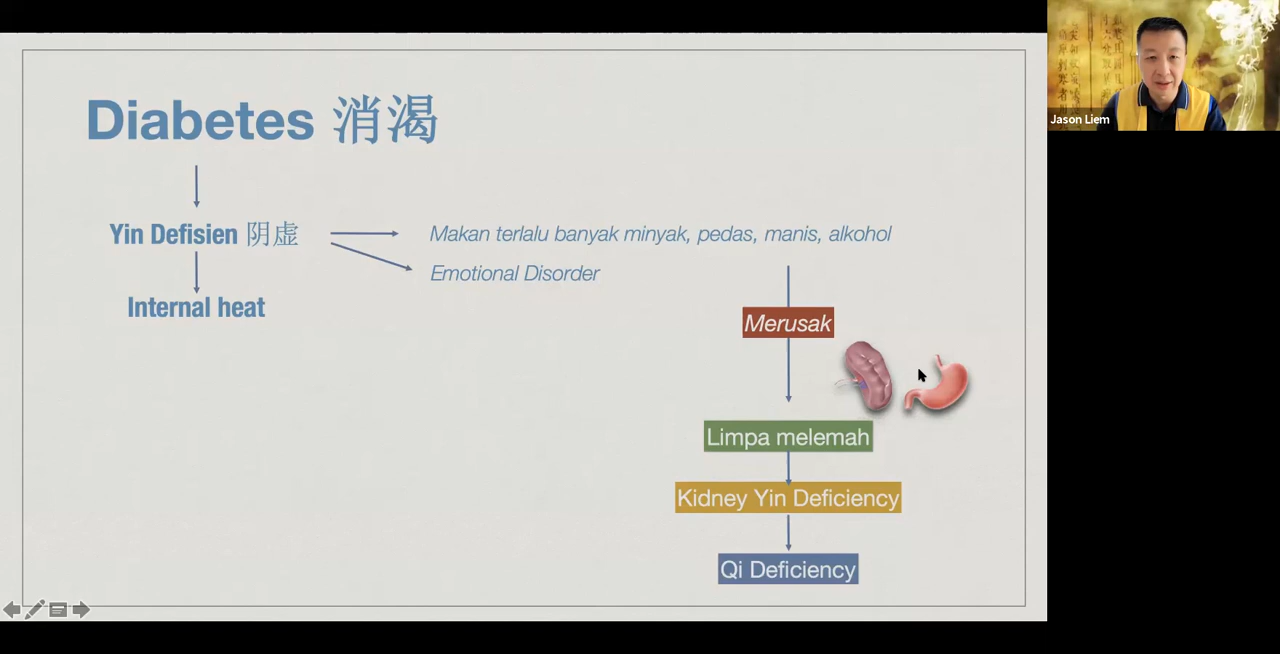 Diabetes 消渴
Yin Defisien 阴虚
Makan terlalu banyak minyak, pedas, manis, alkohol
Emotional Disorder
Internal heat
Merusak
Limpa melemah
Kidney Yin Deficiency
Qi Deficiency
Jason Liem